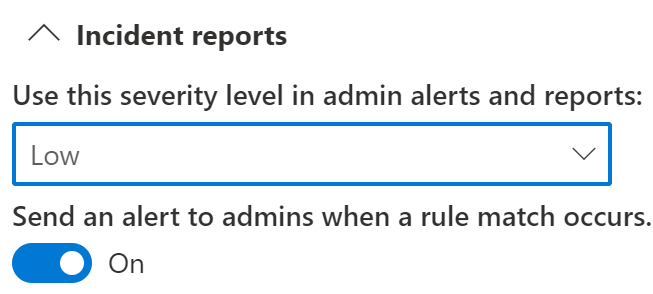 Incident reports
Use this severity level in admin alerts and reports:
Low
Send an alert to admins when a rule match occurs.
On